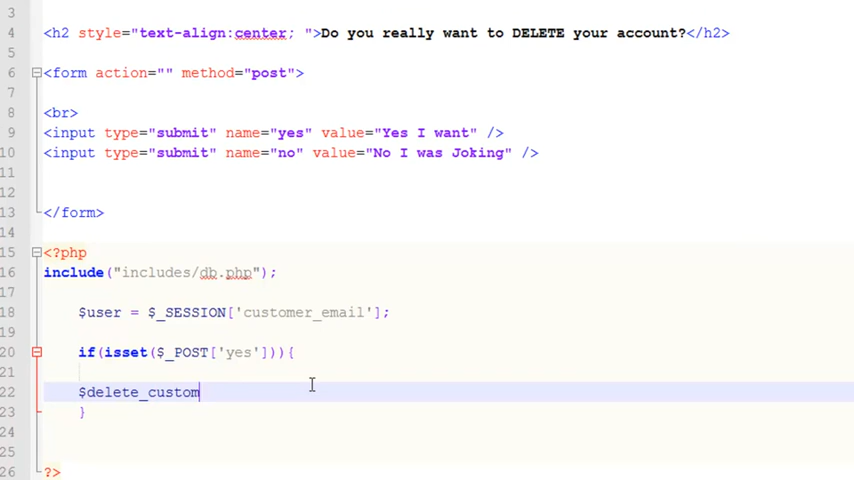 3
4 <h2 style="text-align:center; ">Do you really want to DELETE your account?</h2>
5
6 <form action="" method="post">
7
8 <br>
9 <input type="submit" name="yes" value="Yes I want" />
10 <input type="submit" name="no" value="No I was Joking" />
11
12
13 </form>
14
15 <?php
16 include("includes/db.php");
17
18 $user = $_SESSION['customer_email'];
19
20 if(isset($_POST['yes'])){
21
22 $delete_custom
23 }
24
25
26 ?>